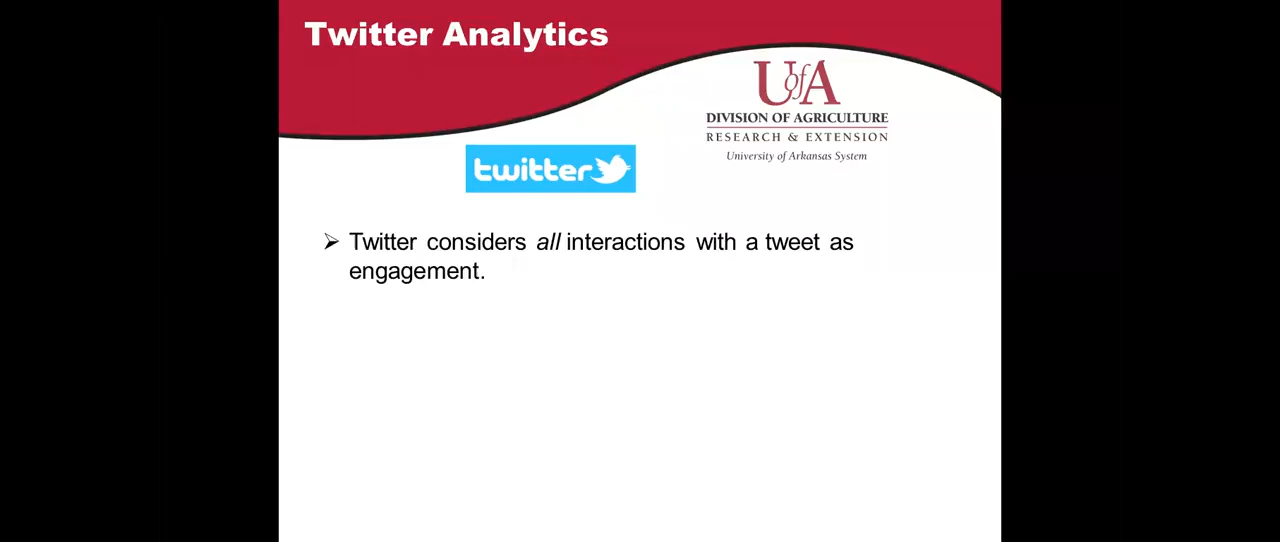 Twitter Analytics
UofA
DIVISION OF AGRICULTURE
RESEARCH & EXTENSION
University of Arkansas System
twitter
➢ Twitter considers all interactions with a tweet as
engagement.